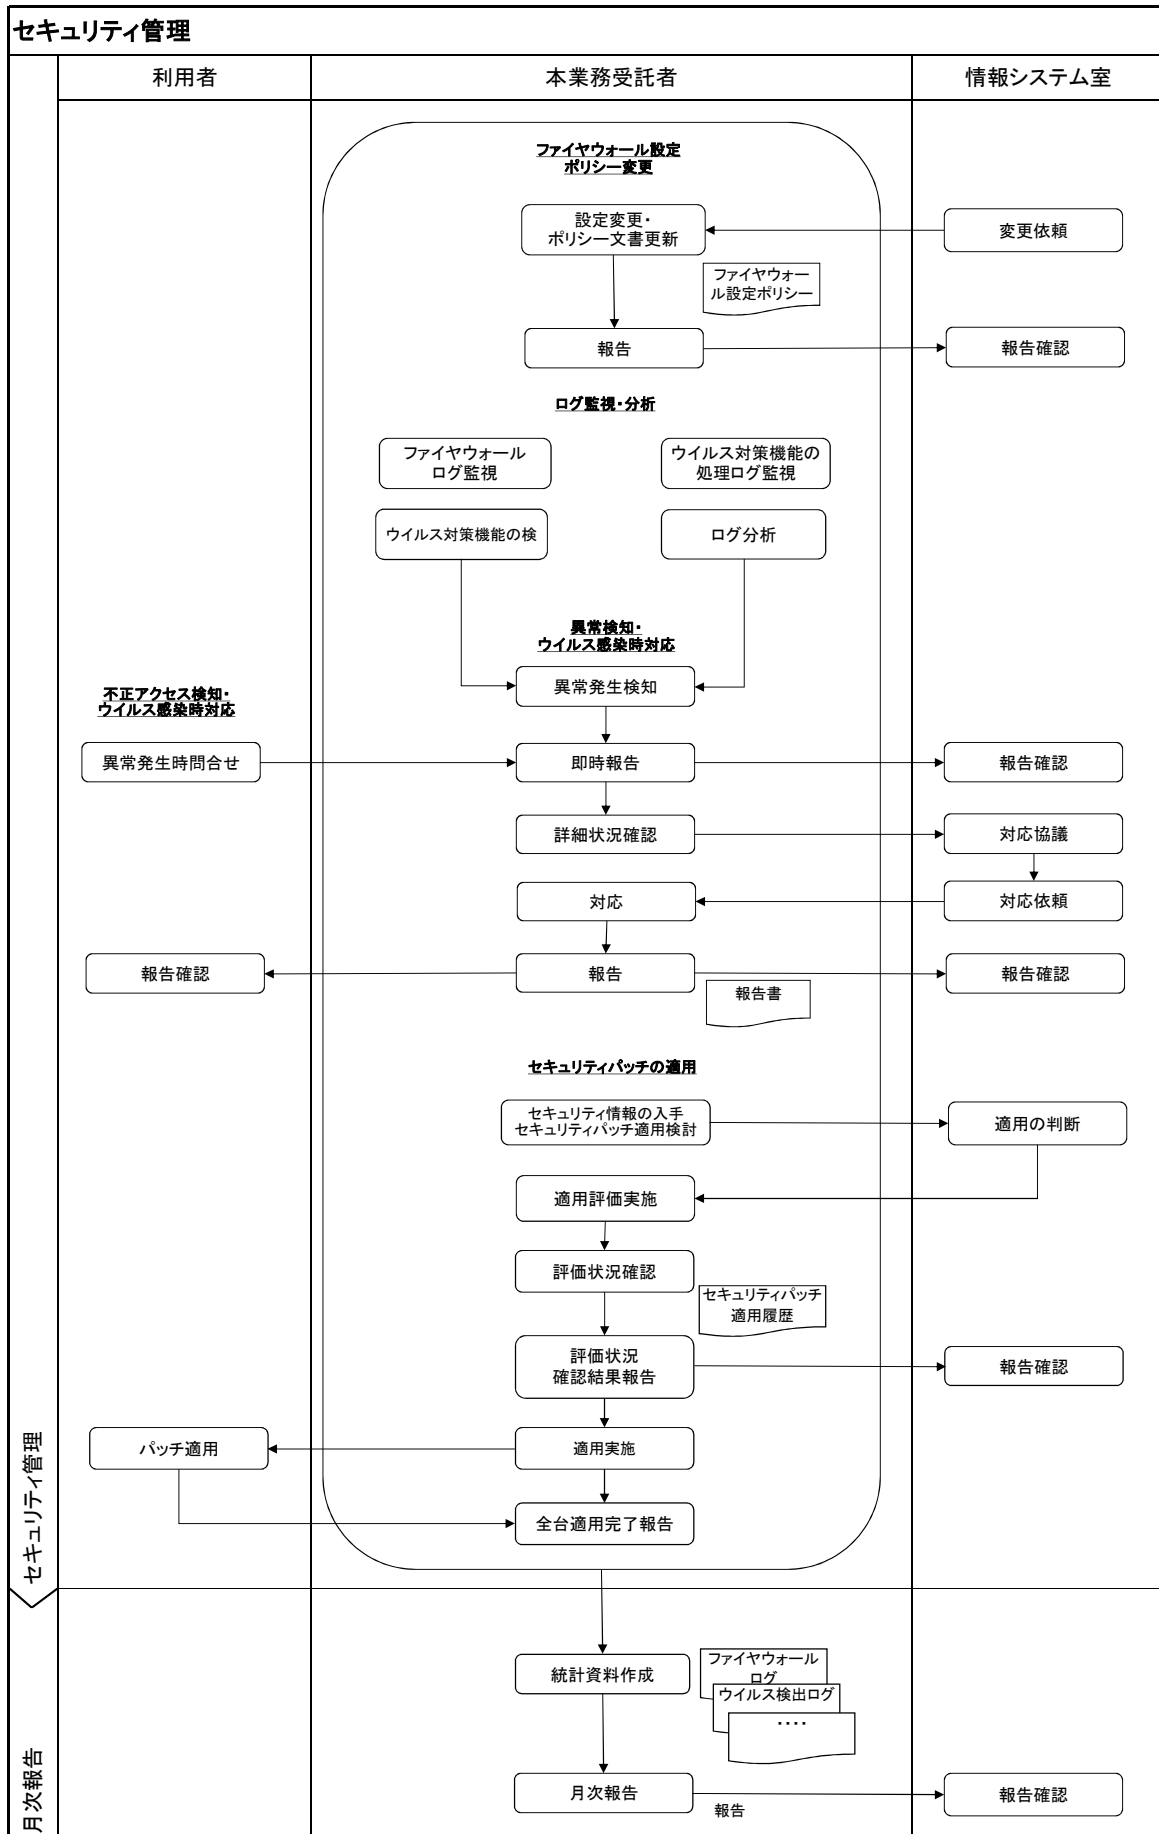 セキュリティ管理
利用者
本業務受託者
情報システム室
ファイヤウォール設定
ポリシー変更
設定変更・
ポリシー文書更新
変更依頼
ファイヤウォー
ル設定ポリシー
報告
報告確認
ログ監視・分析
ファイヤウォール
ログ監視
ウイルス対策機能の
処理ログ監視
ウイルス対策機能の検
ログ分析
異常検知・
ウイルス感染時対応
異常発生検知
不正アクセス検知・
ウイルス感染時対応
異常発生時問合せ
即時報告
報告確認
詳細状況確認
対応協議
対応
対応依頼
報告確認
報告
報告確認
報告書
セキュリティパッチの適用
セキュリティ情報の入手
セキュリティパッチ適用検討
適用の判断
適用評価実施
評価状況確認
セキュリティパッチ
適用履歴
評価状況
確認結果報告
報告確認
パッチ適用
適用実施
全台適用完了報告
セキュリティ管理
統計資料作成
ファイヤウォール
ログ
ウイルス検出ログ
・・・・
月次報告
報告
報告確認
月次報告